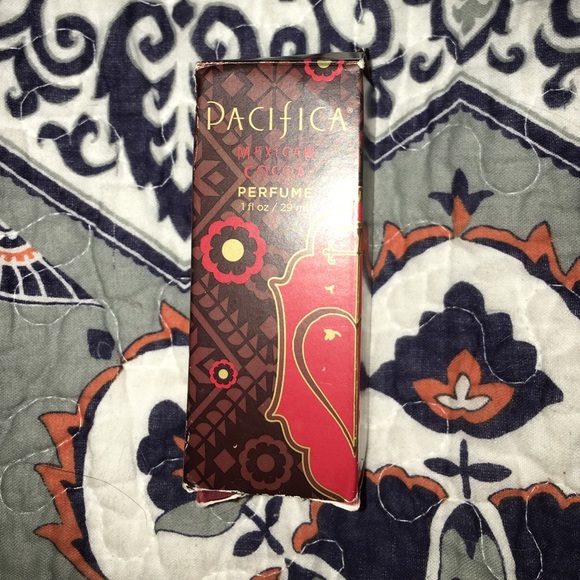 PACIFICA®
MEXICAN
COCOA
PERFUME
1 fl oz / 29 ml